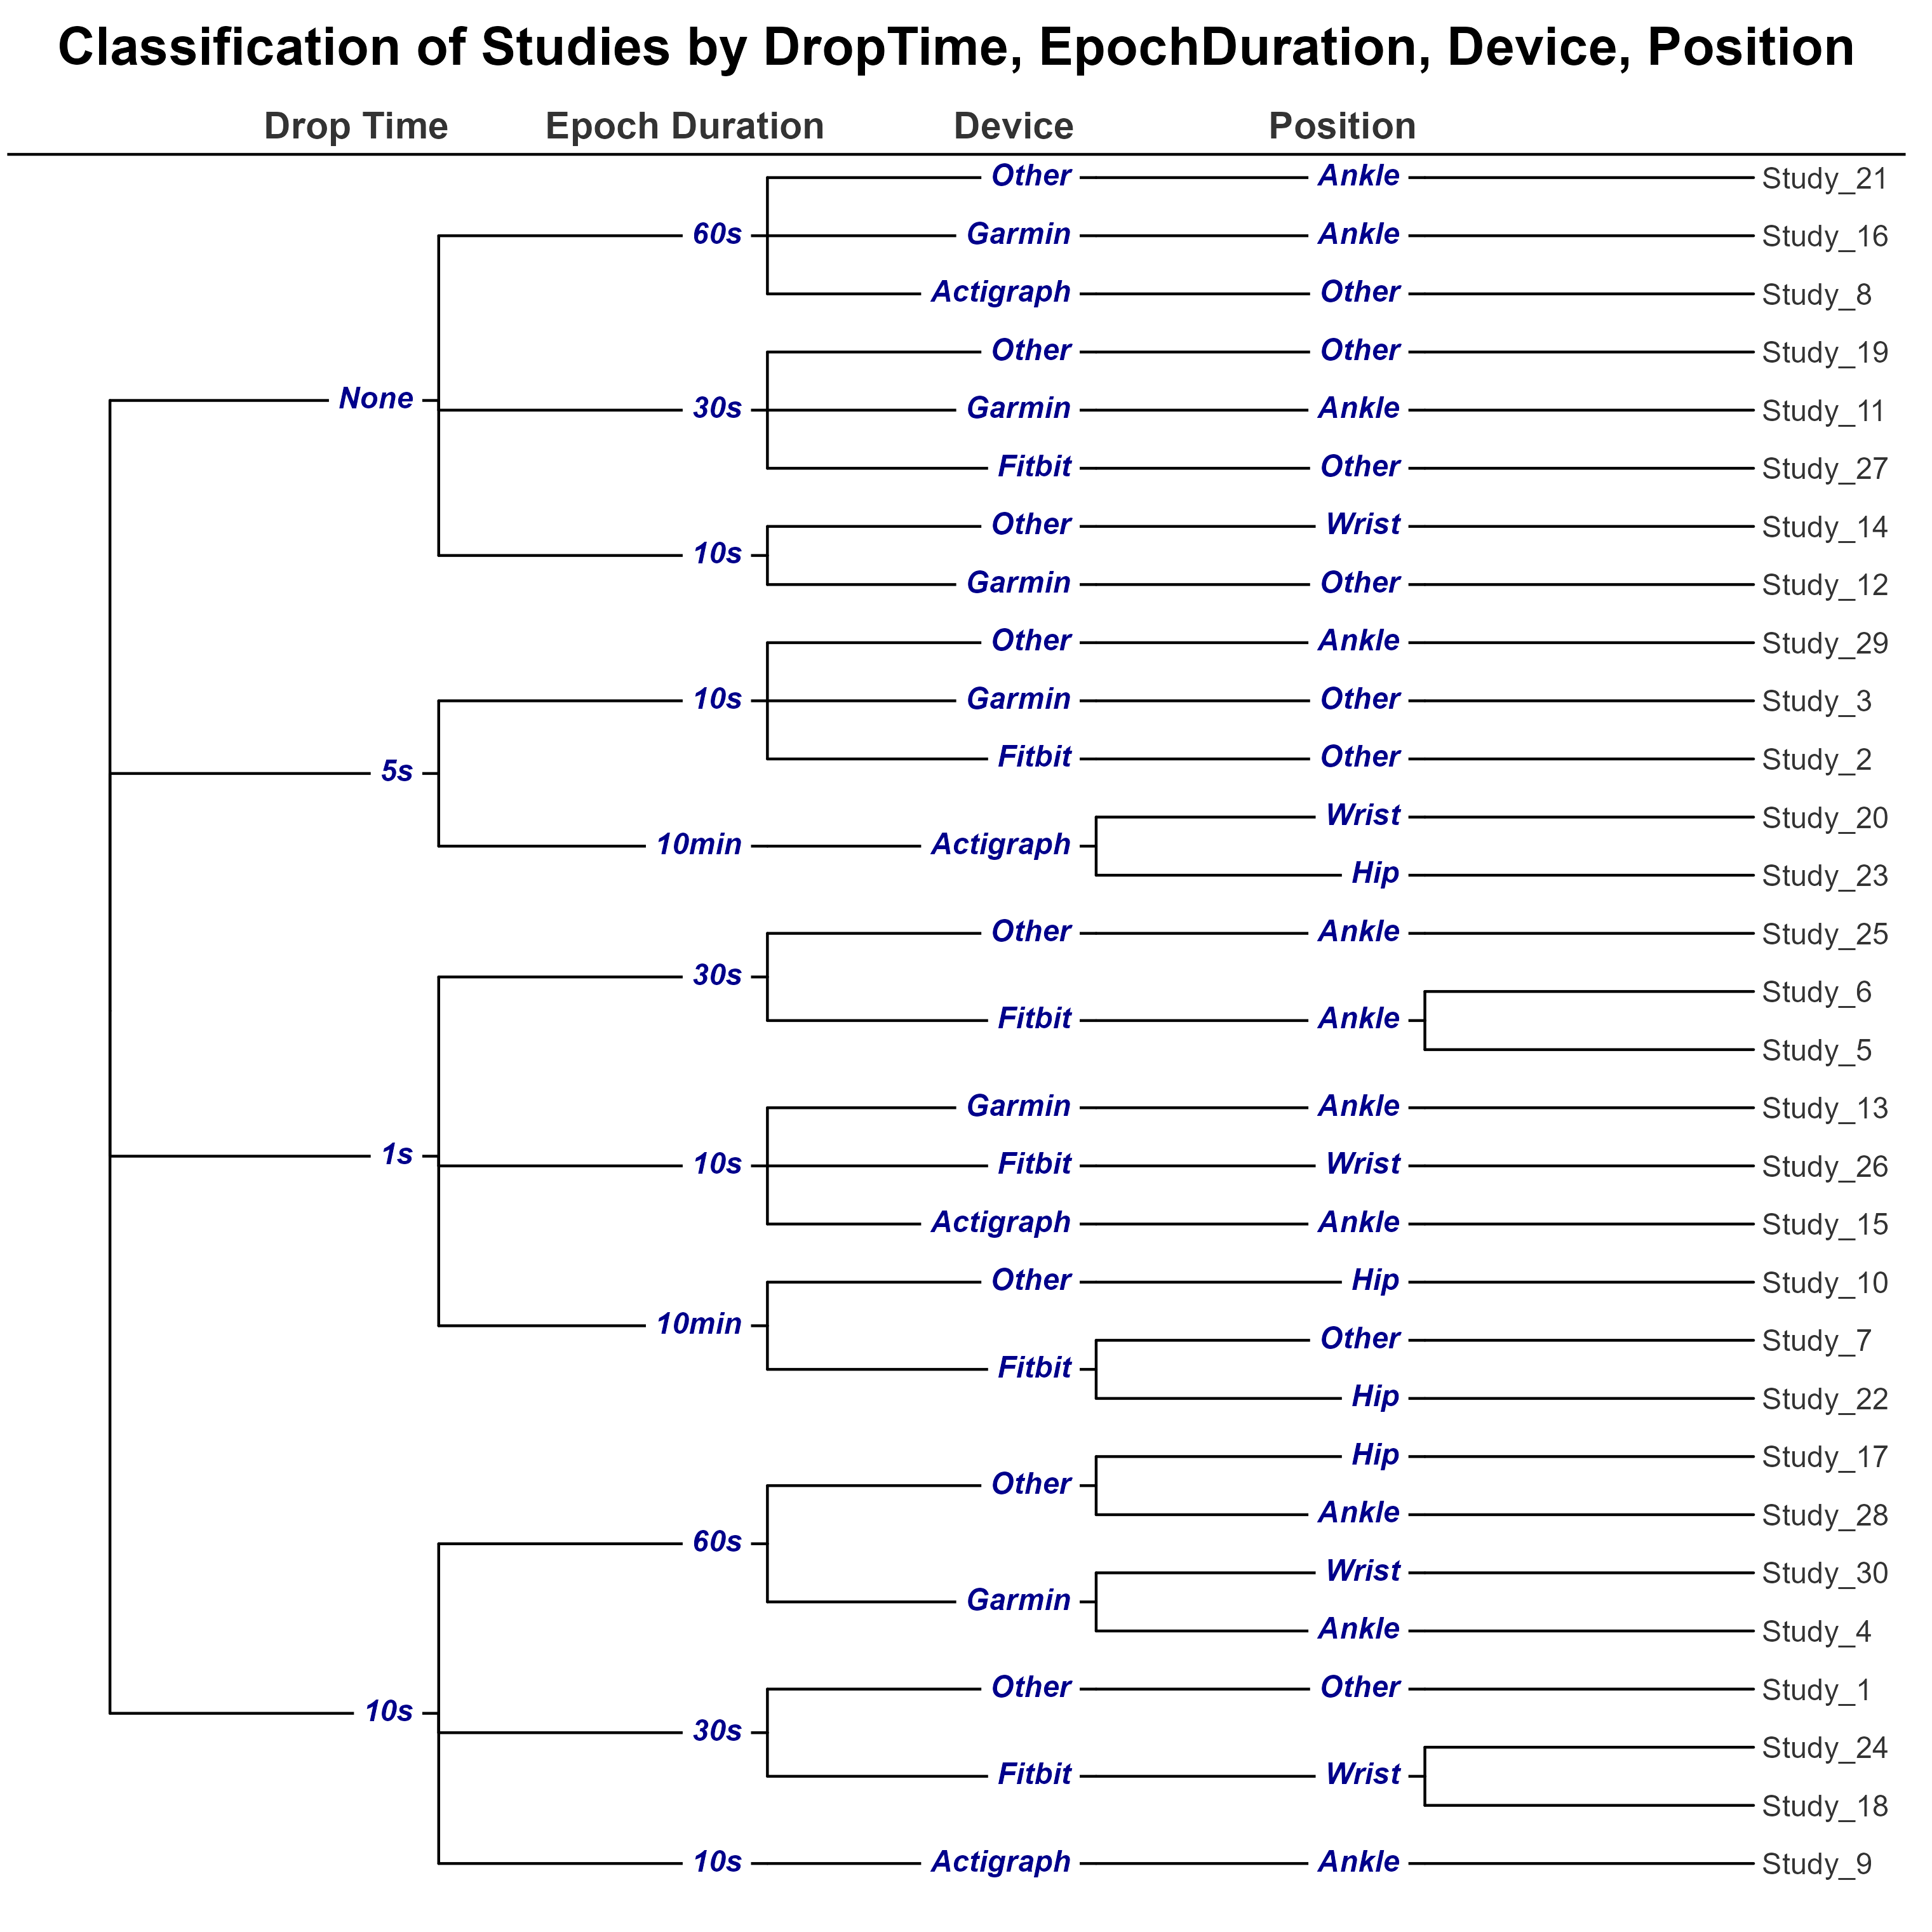 Classification of Studies by DropTime, EpochDuration, Device, Position
Drop Time Epoch Duration Device Position
Other Ankle Study_21
60s Garmin Ankle Study_16
Actigraph Other Study_8
Other Other Study_19
None
30s Garmin Ankle Study_11
Fitbit Other Study_27
Other Wrist Study_14
10s
Garmin Other Study_12
Other Ankle Study_29
10s Garmin Other Study_3
Fitbit Other Study_2
5s
Wrist Study_20
10min Actigraph
Hip Study_23
Other Ankle Study_25
30s
Study_6
Fitbit Ankle
Study_5
Garmin Ankle Study_13
1s
10s Fitbit Wrist Study_26
Actigraph Ankle Study_15
Other Hip Study_10
10min
Other Study_7
Fitbit
Hip Study_22
Hip Study_17
Other
Ankle Study_28
60s
Wrist Study_30
Garmin
Ankle Study_4
Other Other Study_1
10s
30s
Study_24
Fitbit Wrist
Study_18
10s Actigraph Ankle Study_9